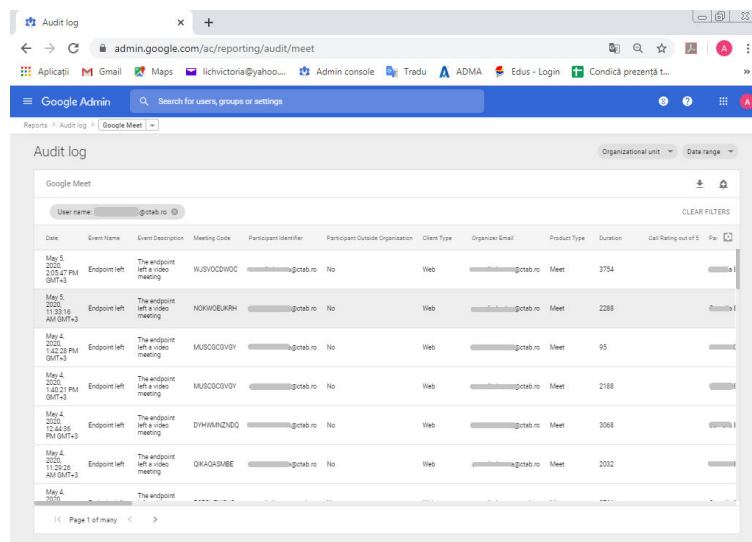 Audit log
admin.google.com/ac/reporting/audit/meet
Aplicații Gmail Maps lichvictoria@yahoo.... Admin console Tradu ADMA Edus - Login Condică prezență t... »
Google Admin Search for users, groups or settings
Reports > Audit log > Google Meet
Audit log Organizational unit Date range
Google Meet
User name: @ctab.ro CLEAR FILTERS
Date Event Name Event Description Meeting Code Participant Identifier Participant Outside Organisation Client Type Organizer Email Product Type Duration Call Rating out of 5
May 5, 2020, 2:05:47 PM GMT+3 Endpoint left The endpoint left a video meeting WJSVOCDWOC @ctab.ro No Web @ctab.ro Meet 3754
May 5, 2020, 11:33:16 AM GMT+3 Endpoint left The endpoint left a video meeting NOKWOEUKRH @ctab.ro No Web @ctab.ro Meet 2288
May 4, 2020, 1:42:28 PM GMT+3 Endpoint left The endpoint left a video meeting MUSCGCGVGY @ctab.ro No Web @ctab.ro Meet 95
May 4, 2020, 1:40:21 PM GMT+3 Endpoint left The endpoint left a video meeting MUSCGCGVGY @ctab.ro No Web @ctab.ro Meet 2188
May 4, 2020, 12:44:36 PM GMT+3 Endpoint left The endpoint left a video meeting DYHWMNZNDQ @ctab.ro No Web @ctab.ro Meet 3068
May 4, 2020, 11:29:26 AM GMT+3 Endpoint left The endpoint left a video meeting QIKAQASMBE @ctab.ro No Web @ctab.ro Meet 2032
May 4, 2020 The endpoint
Page 1 of many